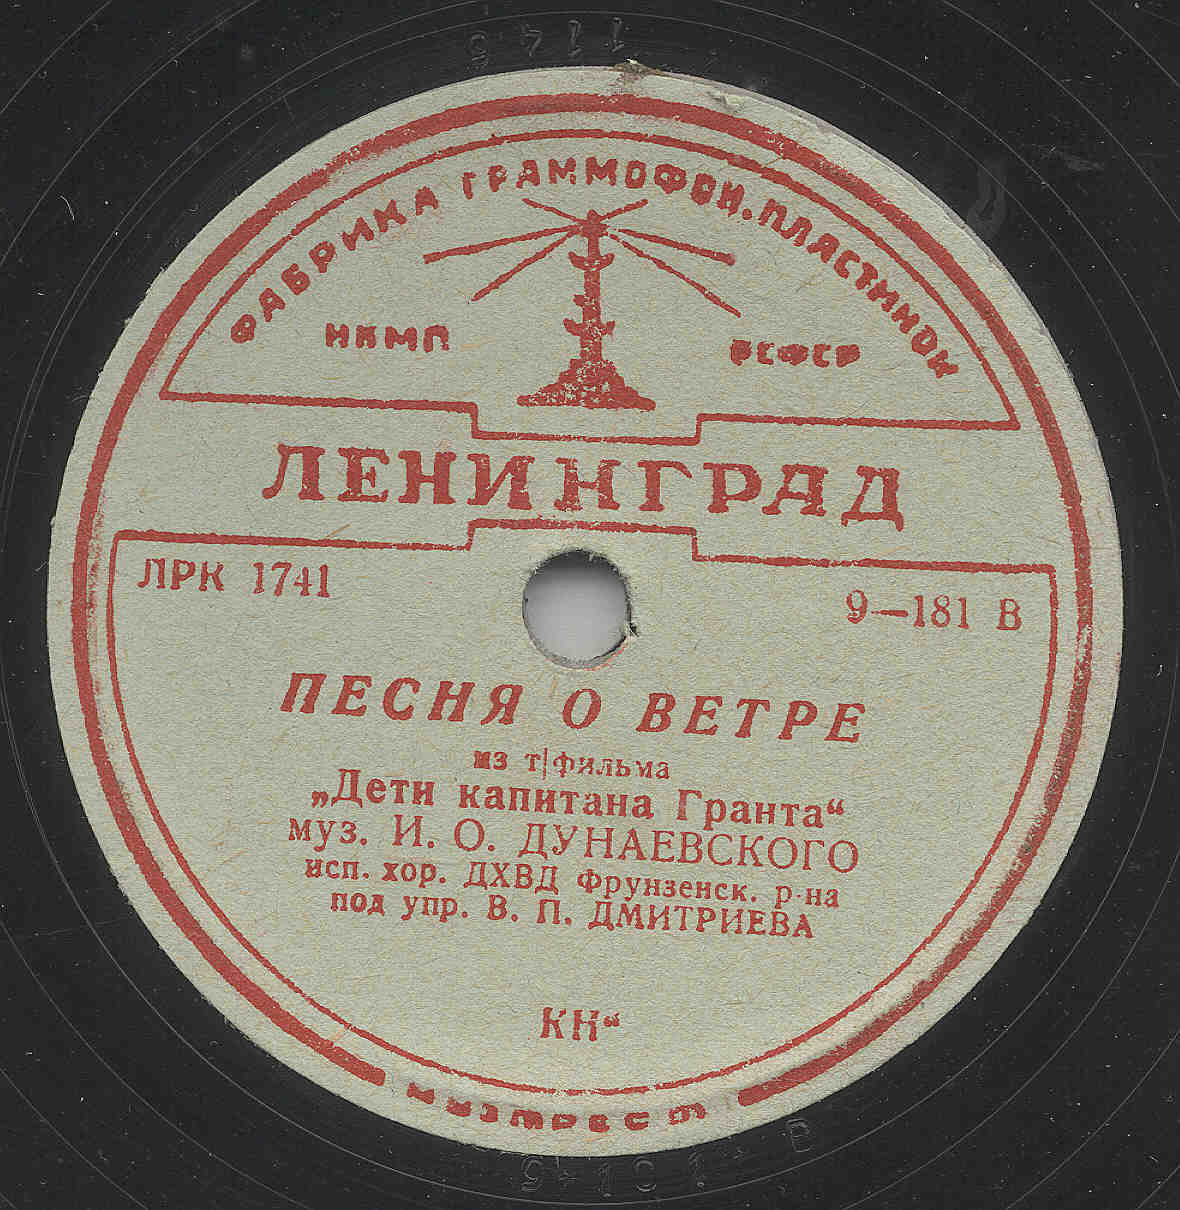 ФАБРИКА ГРАММОФОН. ПЛАСТИНОК
НКМП РСФСР
ЛЕНИНГРАД
ЛРК 1741
9—181 В
ПЕСНЯ О ВЕТРЕ
из т|фильма
„Дети капитана Гранта“
муз. И. О. ДУНАЕВСКОГО
исп. хор. ДХВД Фрунзенск. р-на
под упр. В. П. ДМИТРИЕВА
КН“
МУЗТРЕСТ